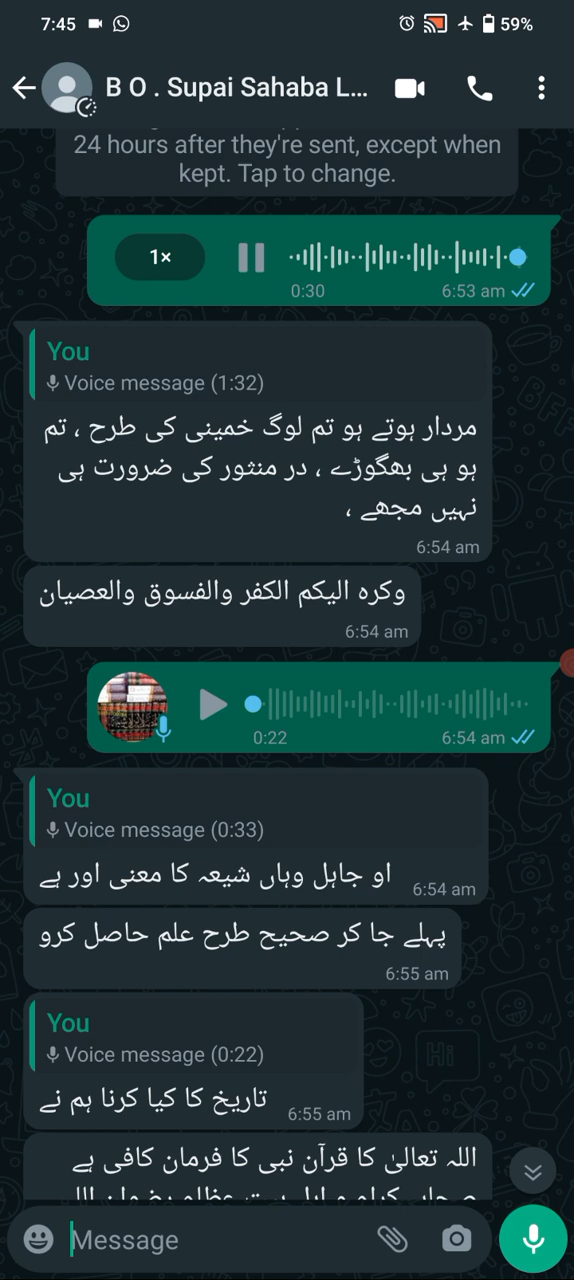 7:45
59%
B O . Supai Sahaba L...
24 hours after they're sent, except when
kept. Tap to change.
1×
0:30 6:53 am
You
Voice message (1:32)
مردار ہوتے ہو تم لوگ خمینی کی طرح ، تم
ہو ہی بھگوڑے ، در منثور کی ضرورت ہی
نہیں مجھے ،
6:54 am
وکرہ الیکم الکفر والفسوق والعصیان
6:54 am
0:22 6:54 am
You
Voice message (0:33)
او جاہل وہاں شیعہ کا معنی اور ہے
6:54 am
پہلے جا کر صحیح طرح علم حاصل کرو
6:55 am
You
Voice message (0:22)
تاریخ کا کیا کرنا ہم نے
6:55 am
اللہ تعالیٰ کا قرآن نبی کا فرمان کافی ہے
Message